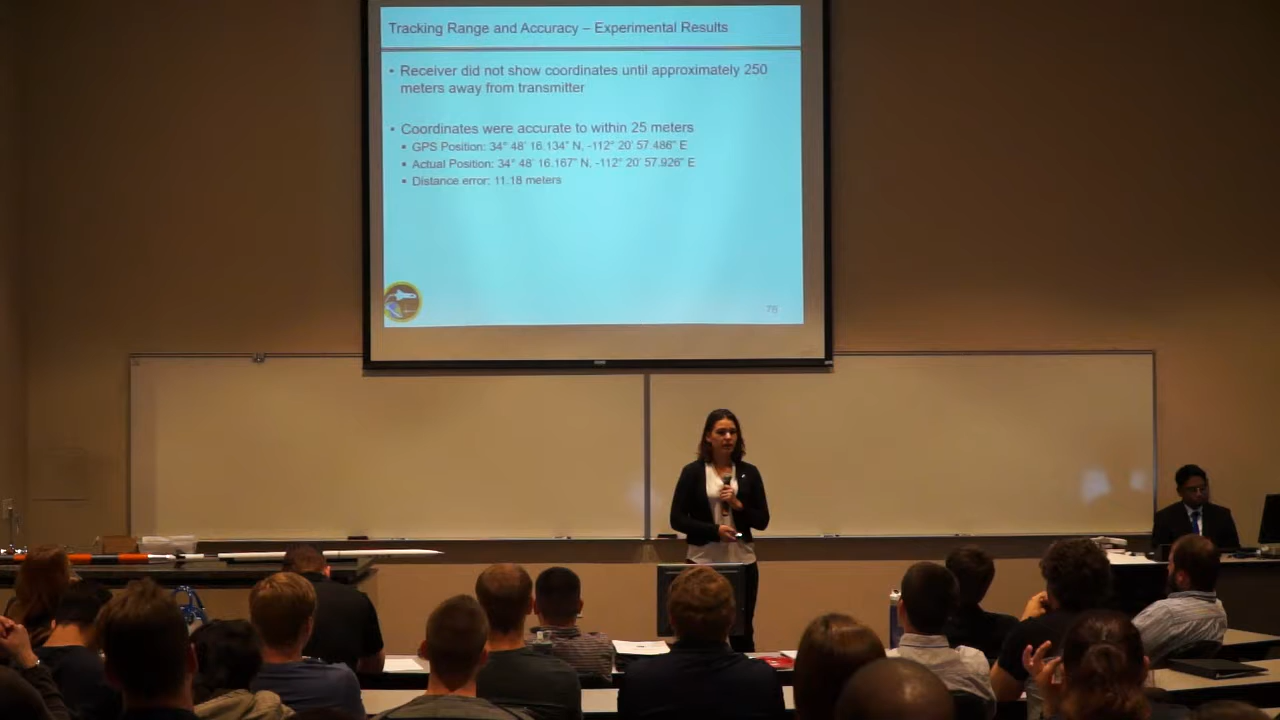 Tracking Range and Accuracy – Experimental Results
• Receiver did not show coordinates until approximately 250
meters away from transmitter
• Coordinates were accurate to within 25 meters
• GPS Position: 34° 48' 16.134" N, -112° 20' 57.486" E
• Actual Position: 34° 48' 16.167" N, -112° 20' 57.926" E
• Distance error: 11.18 meters
76